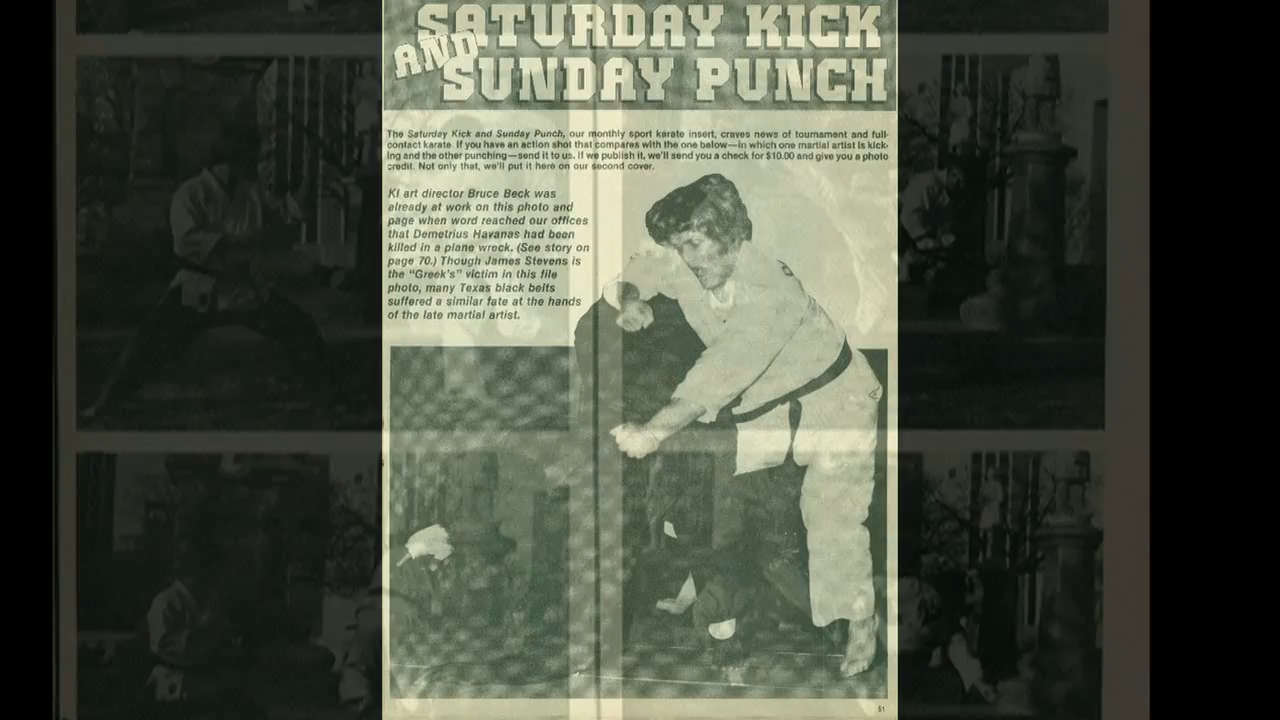 SATURDAY KICK
AND
SUNDAY PUNCH
The Saturday Kick and Sunday Punch, our monthly sport karate insert, craves news of tournament and full-
contact karate. If you have an action shot that compares with the one below—in which one martial artist is kick-
ing and the other punching—send it to us. If we publish it, we'll send you a check for $10.00 and give you a photo
credit. Not only that, we'll put it here on our second cover.
KI art director Bruce Beck was
already at work on this photo and
page when word reached our offices
that Demetrius Havanas had been
killed in a plane wreck. (See story on
page 70.) Though James Stevens is
the "Greek's" victim in this file
photo, many Texas black belts
suffered a similar fate at the hands
of the late martial artist.
51